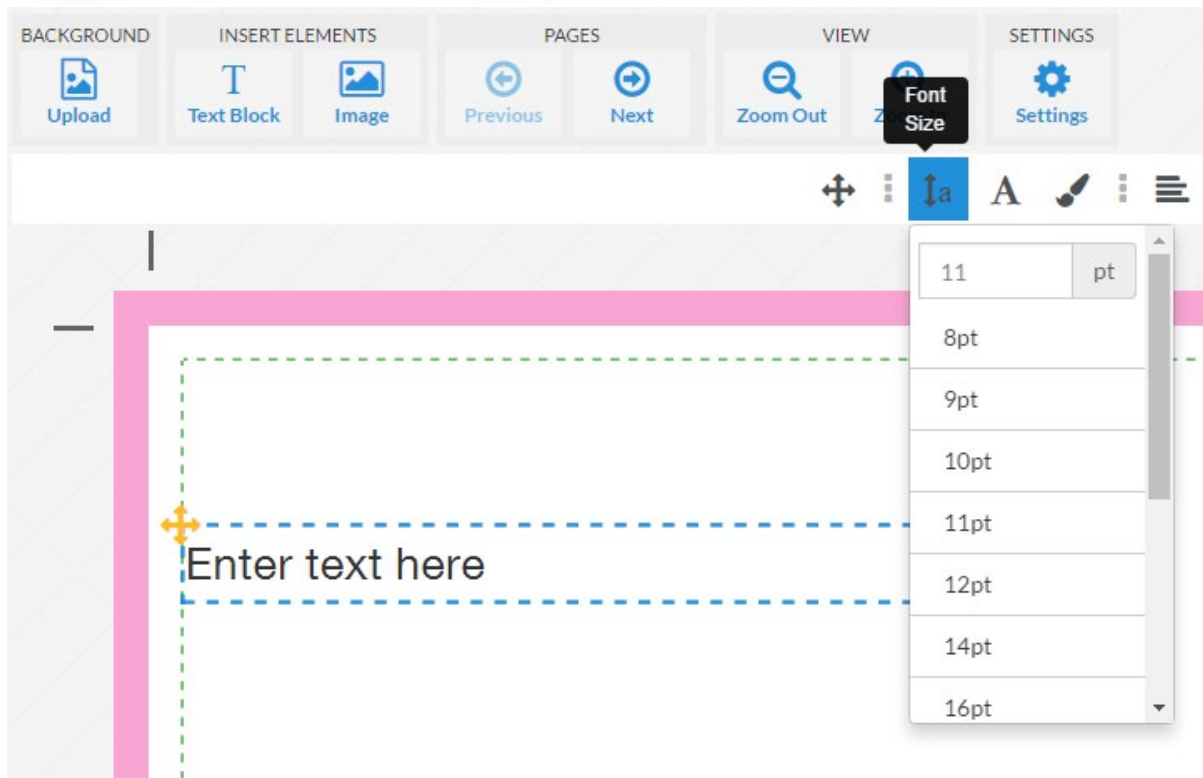 BACKGROUND INSERT ELEMENTS PAGES VIEW SETTINGS
Upload Text Block Image Previous Next Zoom Out Settings
Font
Size
11 pt
8pt
9pt
10pt
11pt
12pt
14pt
16pt
Enter text here